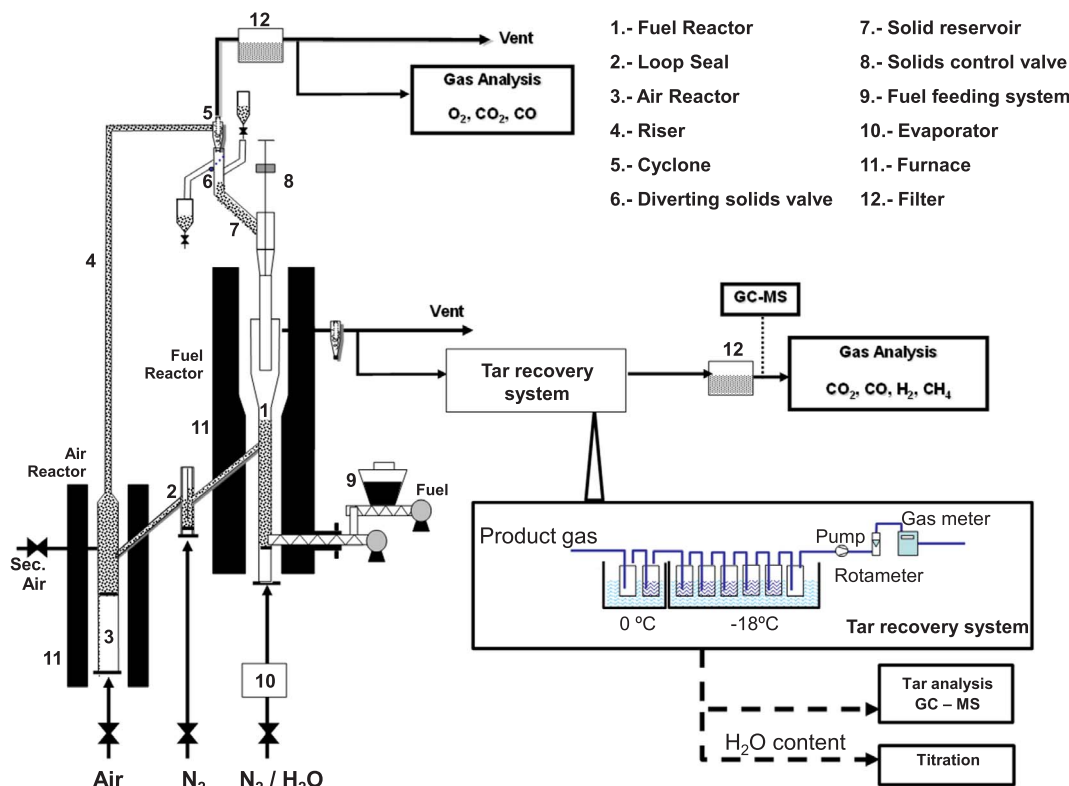 12
1.- Fuel Reactor
2.- Loop Seal
3.- Air Reactor
4.- Riser
5.- Cyclone
6.- Diverting solids valve
7.- Solid reservoir
8.- Solids control valve
9.- Fuel feeding system
10.- Evaporator
11.- Furnace
12.- Filter
Vent
Gas Analysis
O2, CO2, CO
5
6
8
7
4
Vent
GC-MS
Fuel
Reactor
12
Gas Analysis
CO2, CO, H2, CH4
Tar recovery
system
1
11
Air
Reactor
2
9
Fuel
Sec.
Air
3
11
10
Product gas
Pump
Gas meter
Rotameter
0 ºC
-18ºC
Tar recovery system
Tar analysis
GC – MS
H2O content
Titration
Air
N2
N2 / H2O